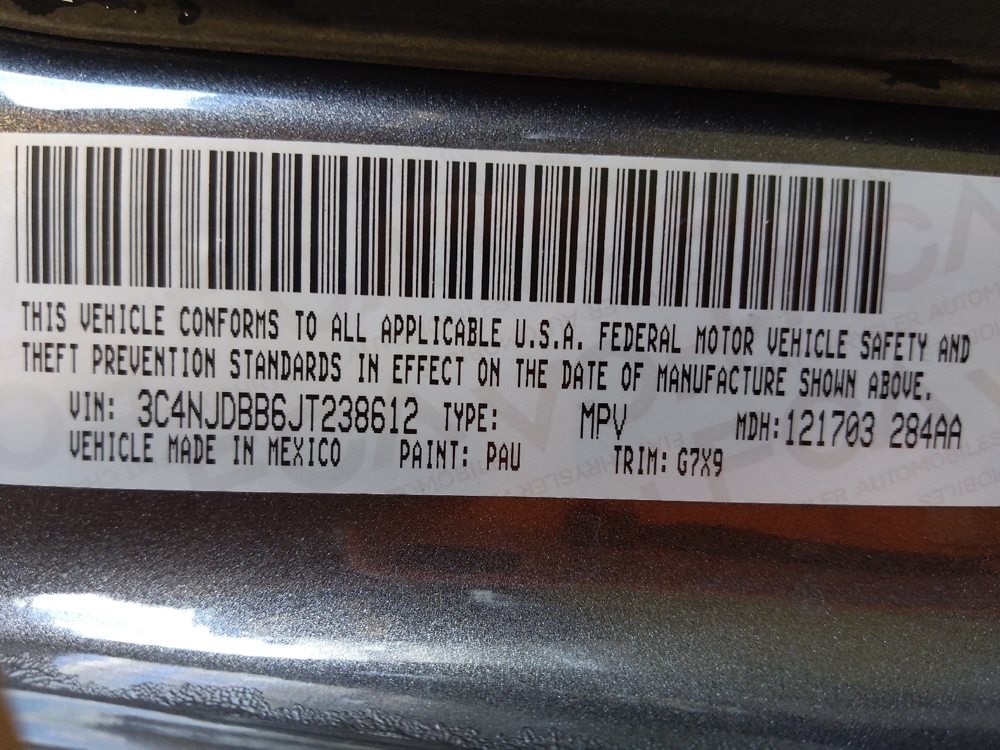 THIS VEHICLE CONFORMS TO ALL APPLICABLE U.S.A. FEDERAL MOTOR VEHICLE SAFETY AND
THEFT PREVENTION STANDARDS IN EFFECT ON THE DATE OF MANUFACTURE SHOWN ABOVE.
VIN: 3C4NJDBB6JT238612 TYPE: MPV MDH: 121703 284AA
VEHICLE MADE IN MEXICO PAINT: PAU TRIM: G7X9